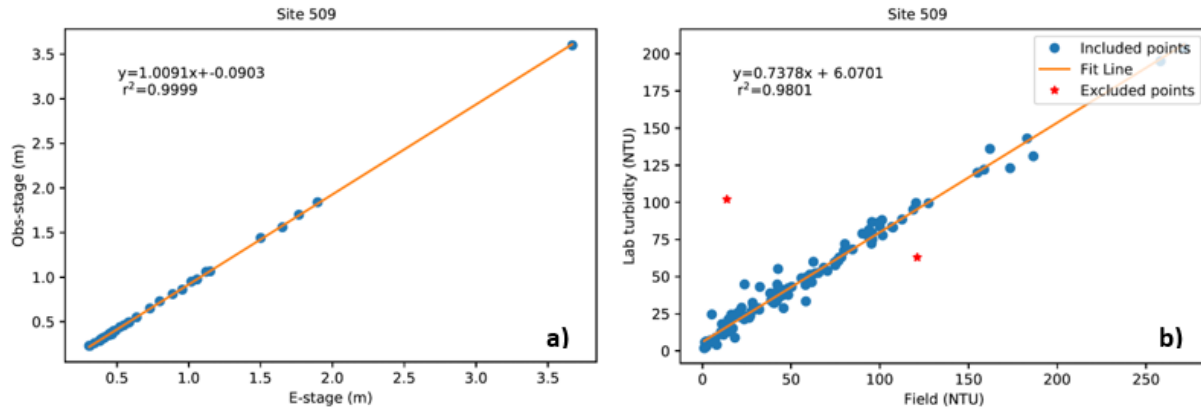 Site 509
y=1.0091x+-0.0903
r²=0.9999
Obs-stage (m)
3.5
3.0
2.5
2.0
1.5
1.0
0.5
0.5 1.0 1.5 2.0 2.5 3.0 3.5
E-stage (m)
a)
Site 509
y=0.7378x + 6.0701
r²=0.9801
Included points
Fit Line
Excluded points
Lab turbidity (NTU)
200
175
150
125
100
75
50
25
0
0 50 100 150 200 250
Field (NTU)
b)